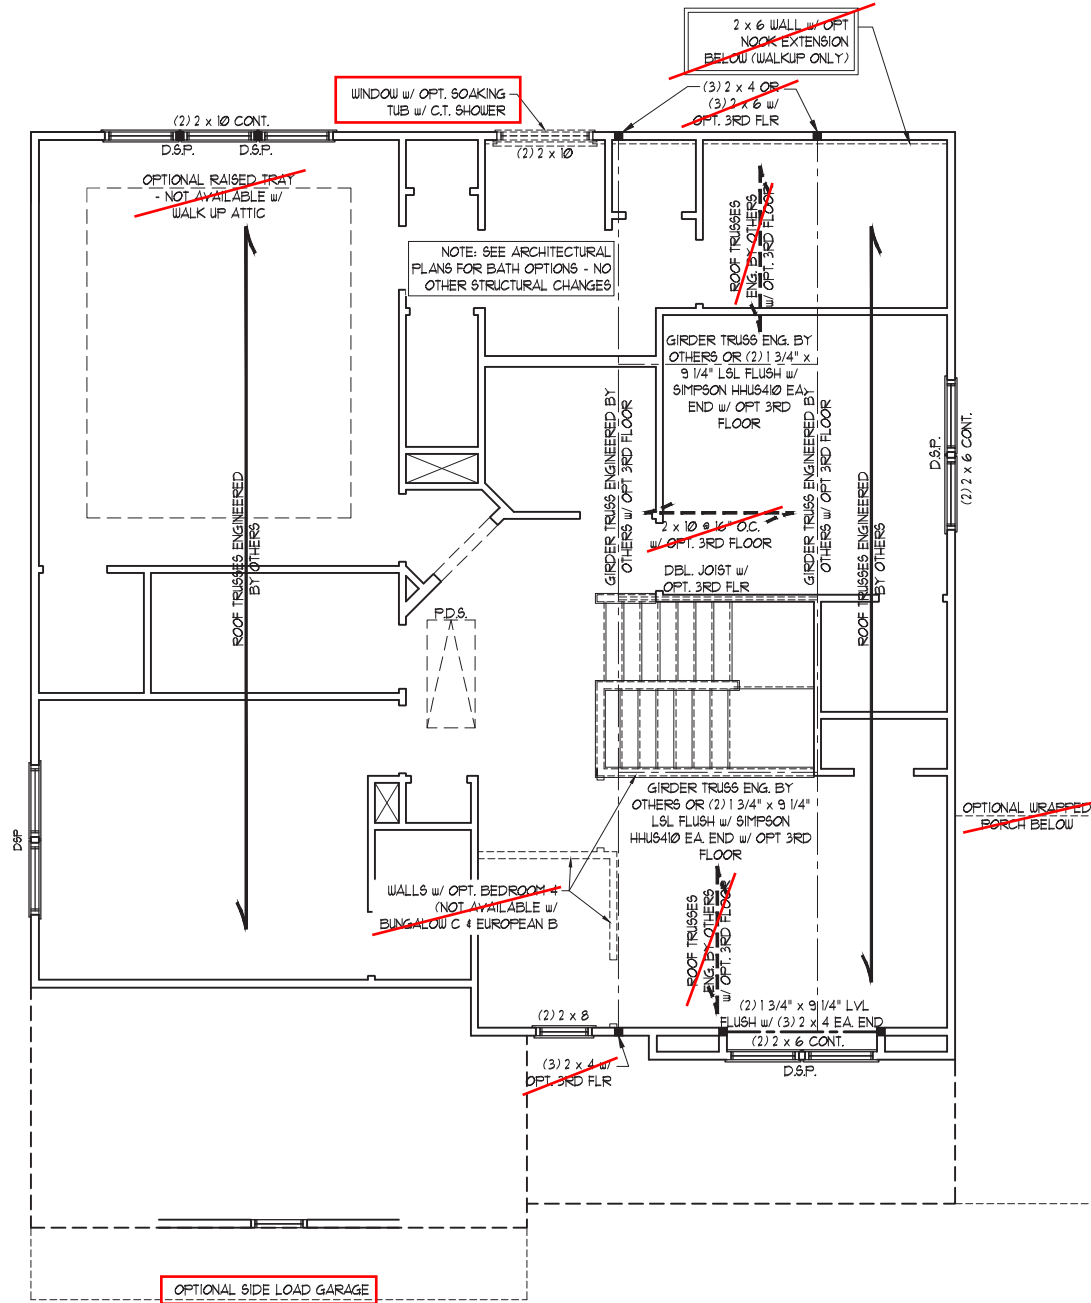 2 x 6 WALL w/ OPT
NOOK EXTENSION
BELOW (WALKUP ONLY)
WINDOW w/ OPT. SOAKING
TUB w/ C.T. SHOWER
(3) 2 x 4 OR
(3) 2 x 6 w/
OPT. 3RD FLR
(2) 2 x 10 CONT.
D.S.P.
D.S.P.
(2) 2 x 10
OPTIONAL RAISED TRAY
- NOT AVAILABLE w/
WALK UP ATTIC
ROOF TRUSSES
ENG. BY OTHERS
w/ OPT. 3RD FLOOR
NOTE: SEE ARCHITECTURAL
PLANS FOR BATH OPTIONS - NO
OTHER STRUCTURAL CHANGES
GIRDER TRUSS ENG. BY
OTHERS OR (2) 1 3/4" x
9 1/4" LSL FLUSH w/
SIMPSON HHUS410 EA.
END w/ OPT 3RD
FLOOR
GIRDER TRUSS ENGINEERED BY
OTHERS w/ OPT 3RD FLOOR
GIRDER TRUSS ENGINEERED BY
OTHERS w/ OPT 3RD FLOOR
D.S.P.
(2) 2 x 6 CONT.
ROOF TRUSSES ENGINEERED
BY OTHERS
ROOF TRUSSES ENGINEERED
BY OTHERS
2 x 10 @ 16" O.C.
w/ OPT. 3RD FLOOR
DBL. JOIST w/
OPT. 3RD FLR
P.D.S.
GIRDER TRUSS ENG. BY
OTHERS OR (2) 1 3/4" x 9 1/4"
LSL FLUSH w/ SIMPSON
HHUS410 EA. END w/ OPT 3RD
FLOOR
OPTIONAL WRAPPED
PORCH BELOW
DSP
WALLS w/ OPT. BEDROOM 4
(NOT AVAILABLE w/
BUNGALOW C & EUROPEAN B
ROOF TRUSSES
ENG. BY OTHERS
w/ OPT. 3RD FLOOR
(2) 1 3/4" x 9 1/4" LVL
FLUSH w/ (3) 2 x 4 EA. END
(2) 2 x 8
(2) 2 x 6 CONT.
D.S.P.
(3) 2 x 4 w/
OPT. 3RD FLR
OPTIONAL SIDE LOAD GARAGE